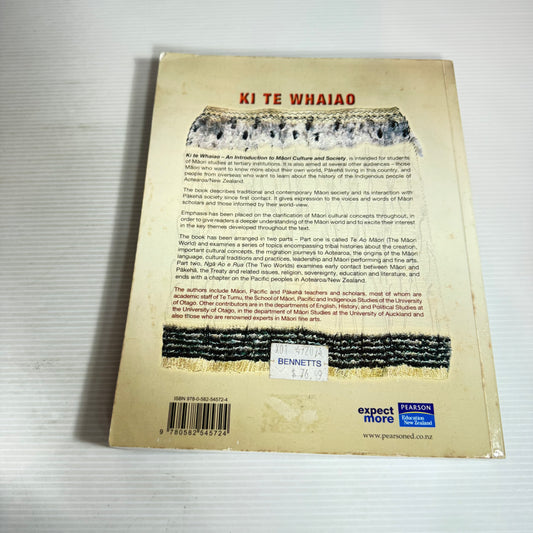 KI TE WHAIAO
Ki te Whaiao – An Introduction to Māori Culture and Society, is intended for students
of Māori studies at tertiary institutions. It is also aimed at several other audiences – those
Māori who want to know more about their own history, Pākehā living in this country, and
people from overseas who want to learn about the history of the Indigenous people of
Aotearoa/New Zealand.
The book describes traditional and contemporary Māori society and its interaction with
Pākehā society since first contact. It gives expression to the voices and words of Māori
scholars and those informed by their world-view.
Emphasis has been placed on the clarification of Māori cultural concepts throughout, in
order to give readers a deeper understanding of the Māori world and to excite their interest
in the key themes developed throughout the text.
The book has been arranged in two parts – Part one is called Te Ao Māori (The Māori
World) and examines a series of topics encompassing tribal histories about the creation,
important cultural concepts, the migration journeys to Aotearoa, the origins of the Māori
language, cultural traditions and practices, leadership and Māori performing and fine arts.
Part two, Ngā Ao e Rua (The Two Worlds) examines early contact between Māori and
Pākehā, the Treaty and related issues, religion, sovereignty, education and literature, and
ends with a chapter on the Pacific peoples in Aotearoa/New Zealand.
The authors include Māori, Pacific and Pākehā teachers and scholars, most of whom are
academic staff of Te Tumu, the School of Māori, Pacific and Indigenous Studies of the University
of Otago. Other contributors are in the departments of English, History, and Political Studies at
the University of Otago, in the department of Māori Studies at the University of Auckland and
also those who are renowned experts in Māori fine arts.
BENNETTS
ISBN 978-0-582-54572-4
9 780582 545724
expect
more
PEARSON
Education
New Zealand
www.pearsoned.co.nz